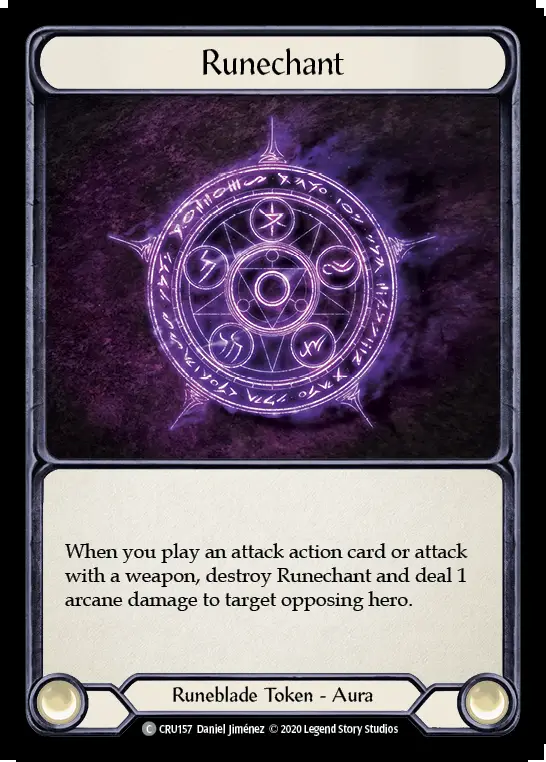 Runechant
When you play an attack action card or attack
with a weapon, destroy Runechant and deal 1
arcane damage to target opposing hero.
Runeblade Token - Aura
C CRU157 Daniel Jiménez © 2020 Legend Story Studios